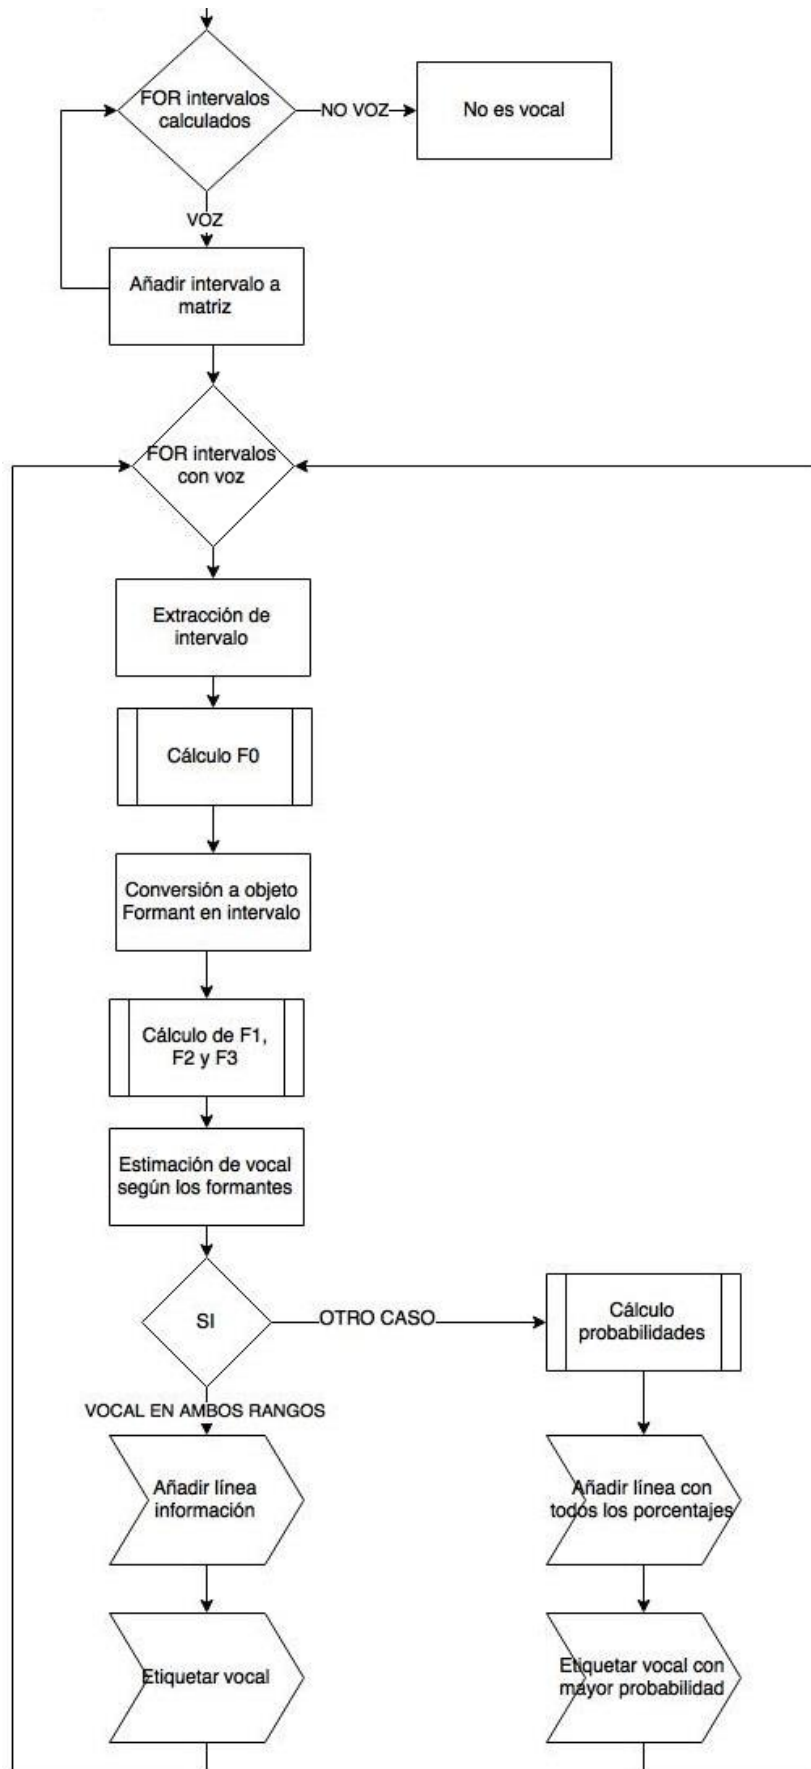 FOR intervalos
calculados
NO VOZ
No es vocal
VOZ
Añadir intervalo a
matriz
FOR intervalos
con voz
Extracción de
intervalo
Cálculo F0
Conversión a objeto
Formant en intervalo
Cálculo de F1,
F2 y F3
Estimación de vocal
según los formantes
SI
OTRO CASO
Cálculo
probabilidades
VOCAL EN AMBOS RANGOS
Añadir línea
información
Añadir línea con
todos los porcentajes
Etiquetar vocal
Etiquetar vocal con
mayor probabilidad